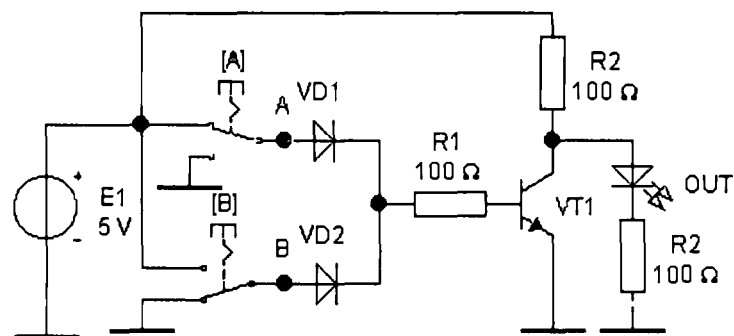 [A]
A
VD1
R2
100 Ω
R1
100 Ω
E1
5 V
+
-
[B]
B
VD2
VT1
OUT
R2
100 Ω